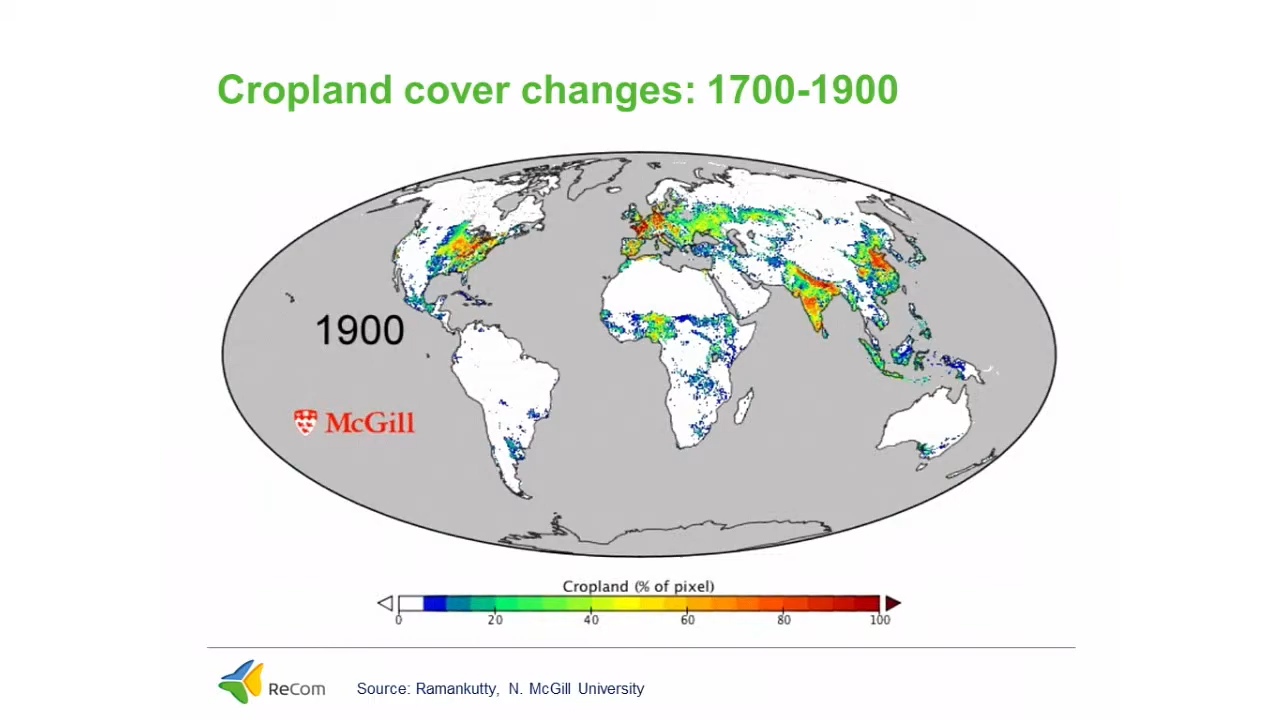 Cropland cover changes: 1700-1900
1900
McGill
Cropland (% of pixel)
0 20 40 60 80 100
ReCom
Source: Ramankutty, N. McGill University